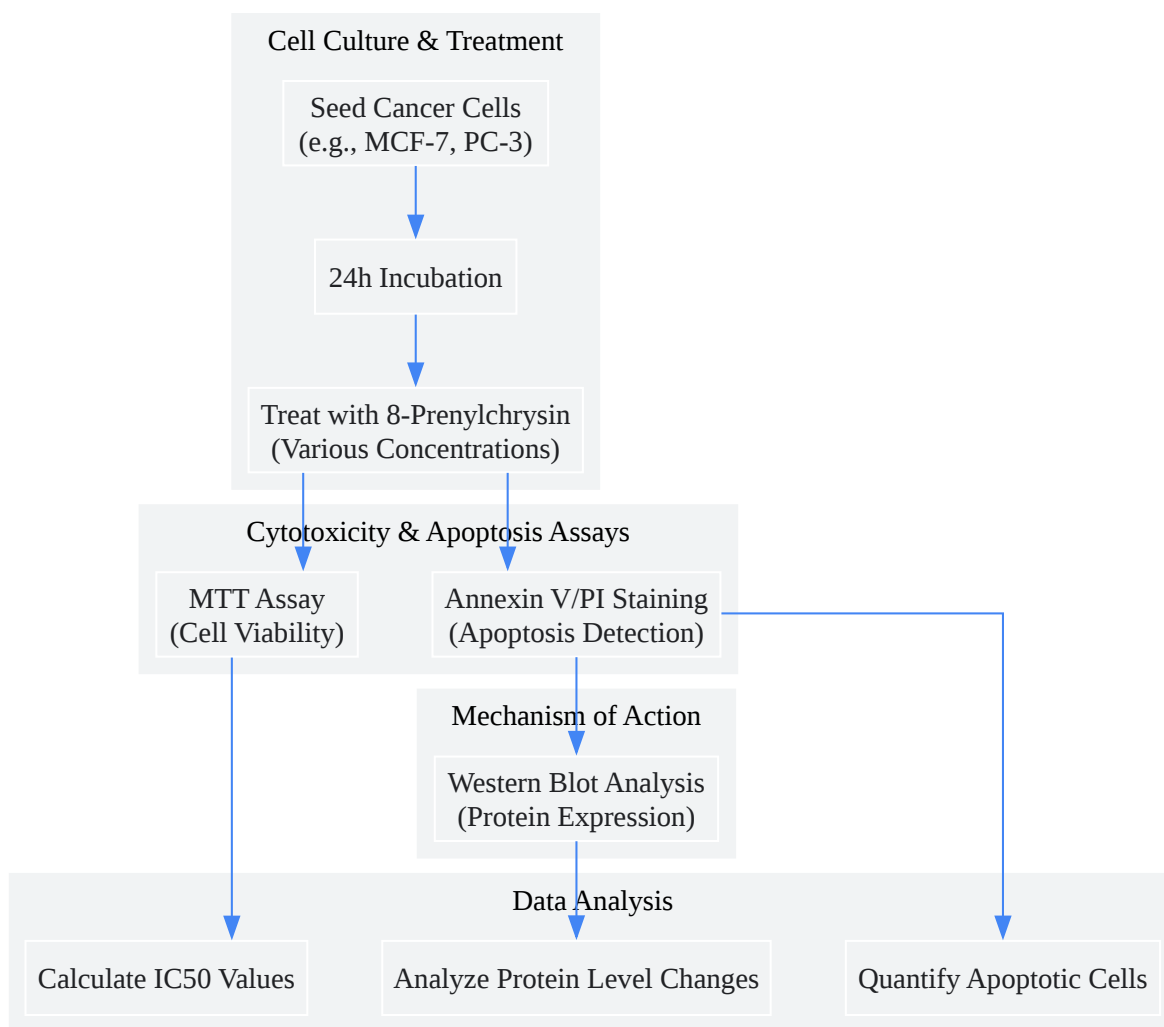 Cell Culture & Treatment
Seed Cancer Cells
(e.g., MCF-7, PC-3)
24h Incubation
Treat with 8-Prenylchrysin
(Various Concentrations)
Cytotoxicity & Apoptosis Assays
MTT Assay
(Cell Viability)
Annexin V/PI Staining
(Apoptosis Detection)
Mechanism of Action
Western Blot Analysis
(Protein Expression)
Data Analysis
Calculate IC50 Values
Analyze Protein Level Changes
Quantify Apoptotic Cells